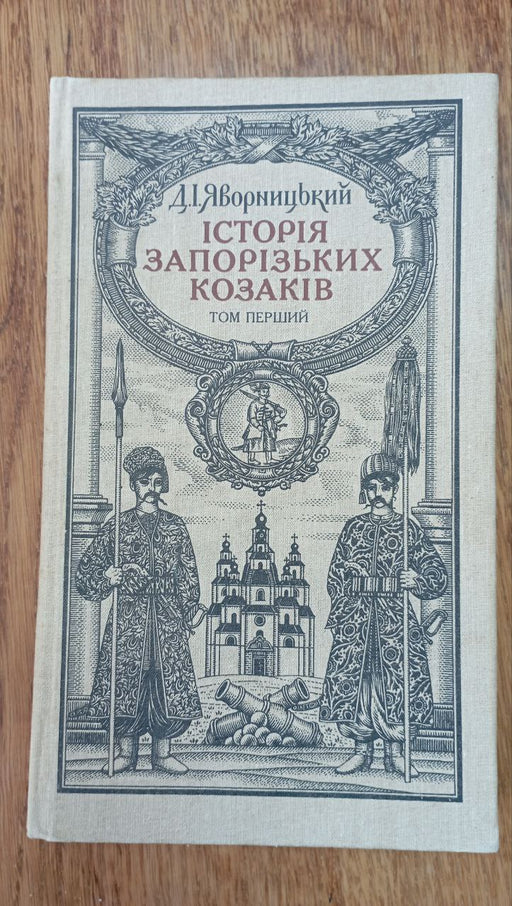 Д.І.Яворницький
ІСТОРІЯ
ЗАПОРІЗЬКИХ
КОЗАКІВ
ТОМ ПЕРШИЙ